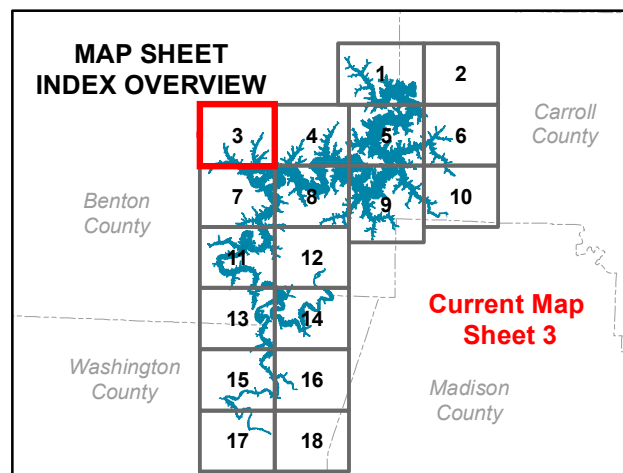 MAP SHEET
INDEX OVERVIEW
1
2
Carroll
County
3
4
5
6
Benton
County
7
8
9
10
11
12
Current Map
Sheet 3
13
14
Washington
County
15
16
Madison
County
17
18